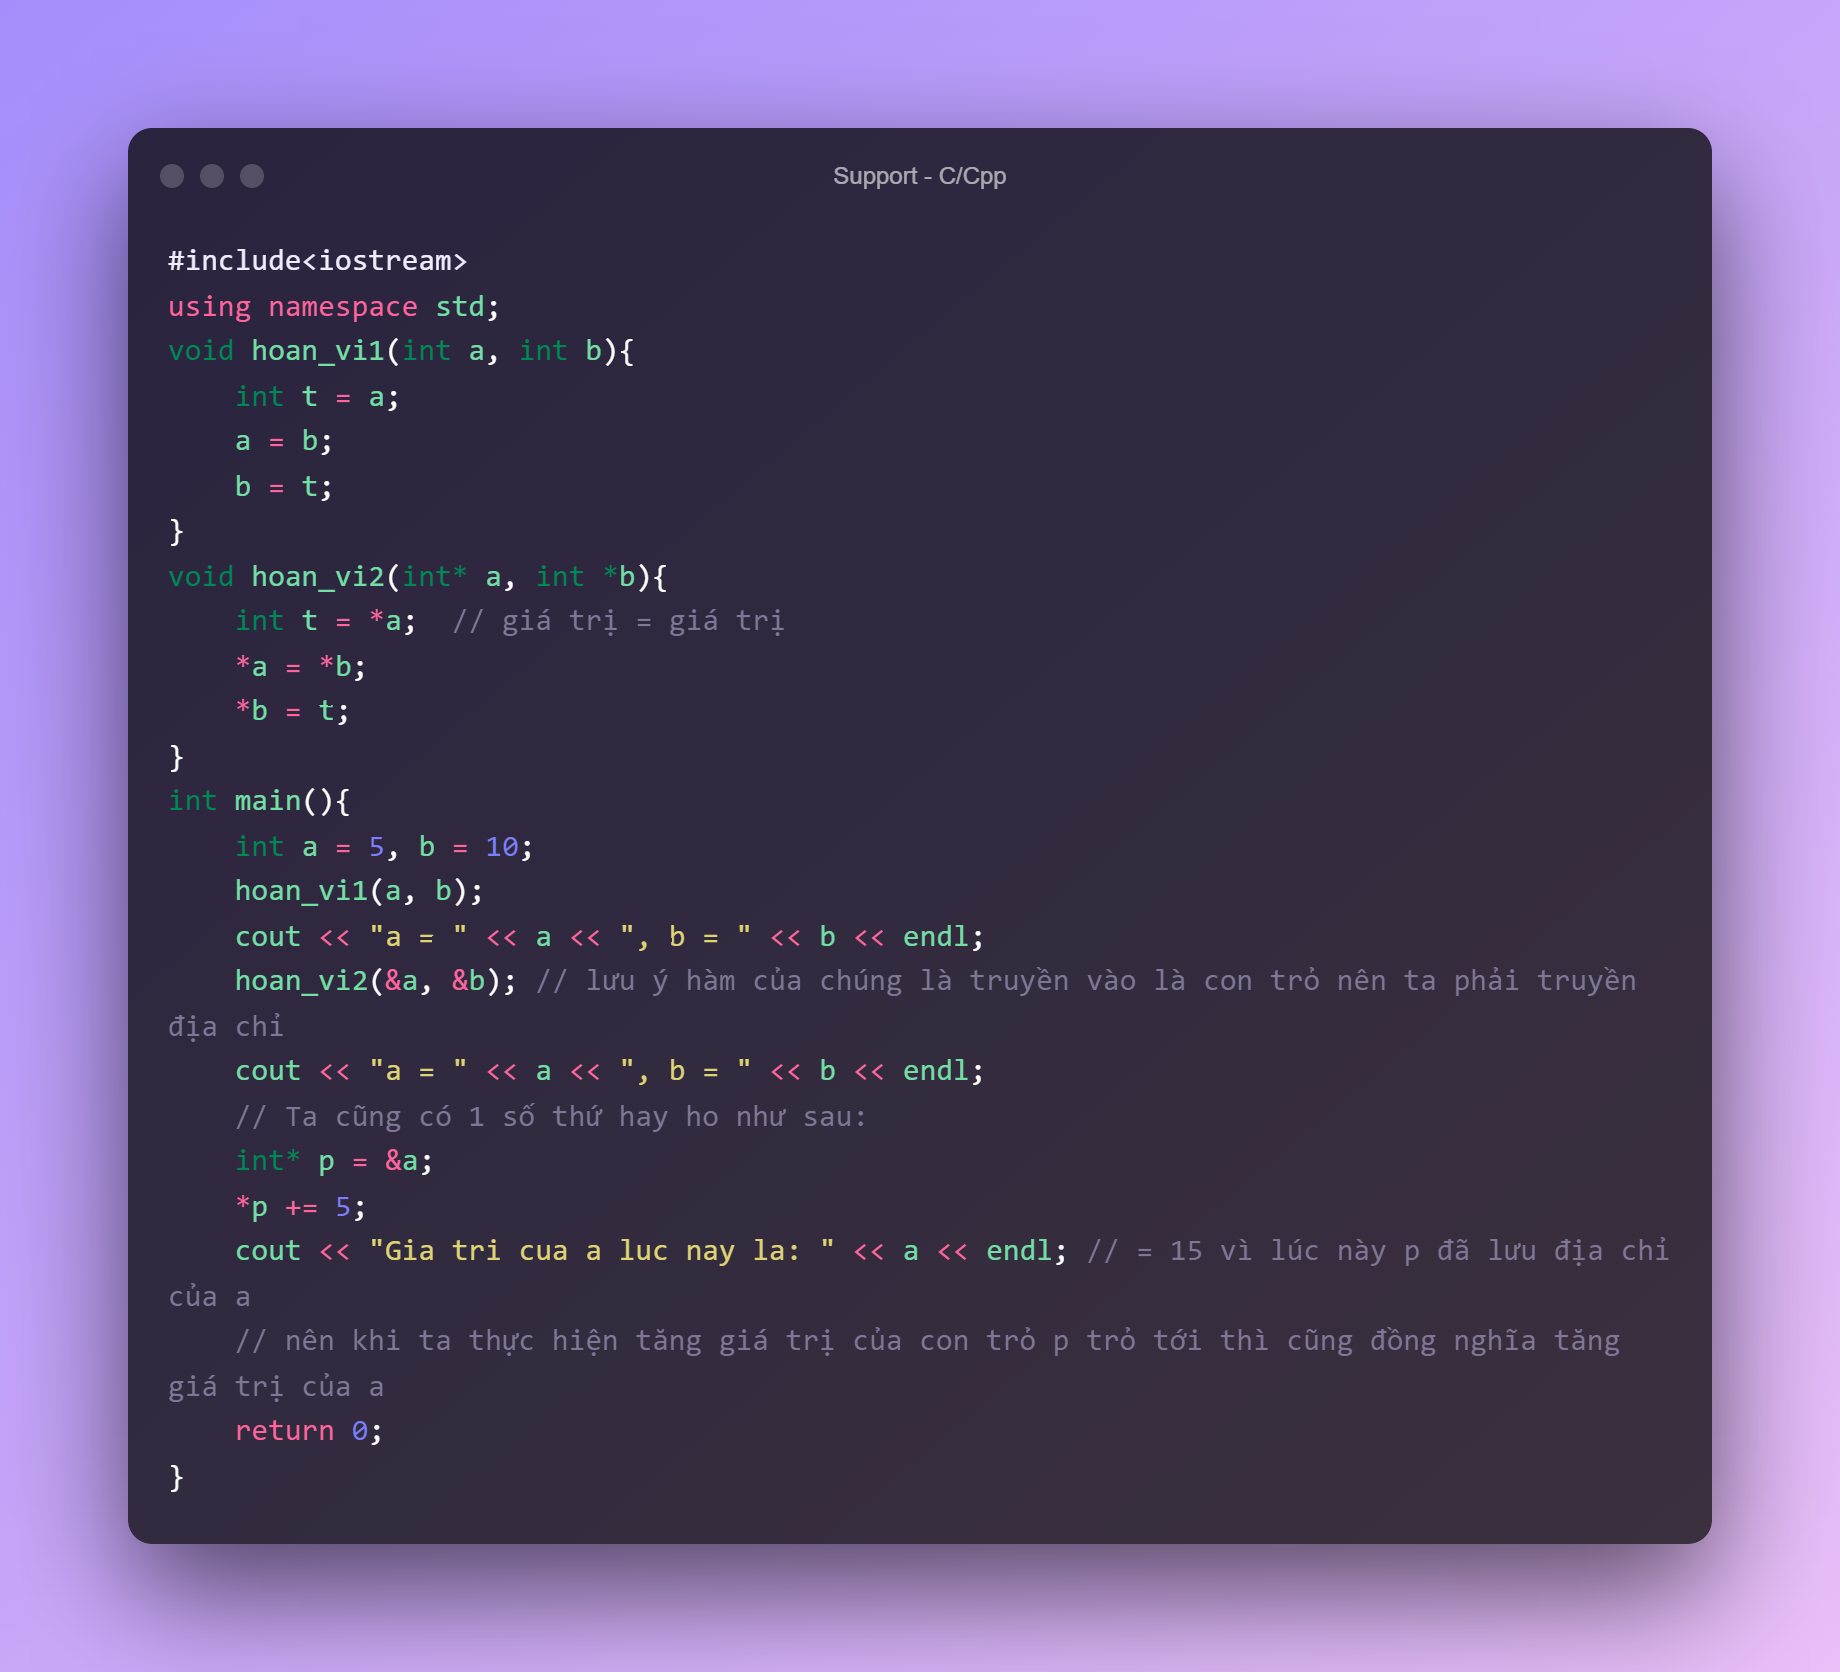 Support - C/Cpp
#include<iostream>
using namespace std;
void hoan_vi1(int a, int b){
    int t = a;
    a = b;
    b = t;
}
void hoan_vi2(int* a, int *b){
    int t = *a;  // giá trị = giá trị
    *a = *b;
    *b = t;
}
int main(){
    int a = 5, b = 10;
    hoan_vi1(a, b);
    cout << "a = " << a << ", b = " << b << endl;
    hoan_vi2(&a, &b); // lưu ý hàm của chúng là truyền vào là con trỏ nên ta phải truyền
địa chỉ
    cout << "a = " << a << ", b = " << b << endl;
    // Ta cũng có 1 số thứ hay ho như sau:
    int* p = &a;
    *p += 5;
    cout << "Gia tri cua a luc nay la: " << a << endl; // = 15 vì lúc này p đã lưu địa chỉ
của a
    // nên khi ta thực hiện tăng giá trị của con trỏ p trỏ tới thì cũng đồng nghĩa tăng
giá trị của a
    return 0;
}